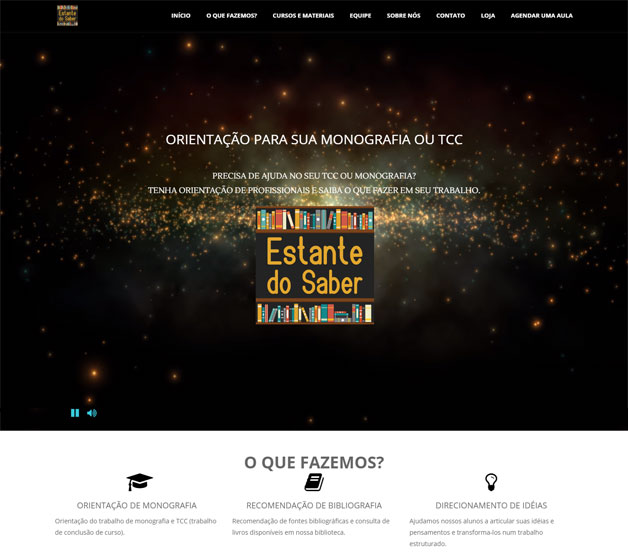 Estante
do Saber
INÍCIO O QUE FAZEMOS? CURSOS E MATERIAIS EQUIPE SOBRE NÓS CONTATO LOJA AGENDAR UMA AULA
ORIENTAÇÃO PARA SUA MONOGRAFIA OU TCC
PRECISA DE AJUDA NO SEU TCC OU MONOGRAFIA?
TENHA ORIENTAÇÃO DE PROFISSIONAIS E SAIBA O QUE FAZER EM SEU TRABALHO.
Estante
do Saber
O QUE FAZEMOS?
ORIENTAÇÃO DE MONOGRAFIA
Orientação do trabalho de monografia e TCC (trabalho
de conclusão de curso).
RECOMENDAÇÃO DE BIBLIOGRAFIA
Recomendação de fontes bibliográficas e consulta de
livros disponíveis em nossa biblioteca.
DIRECIONAMENTO DE IDÉIAS
Ajudamos nossos alunos a articular suas idéias e
pensamentos e transforma-los num trabalho
estruturado.